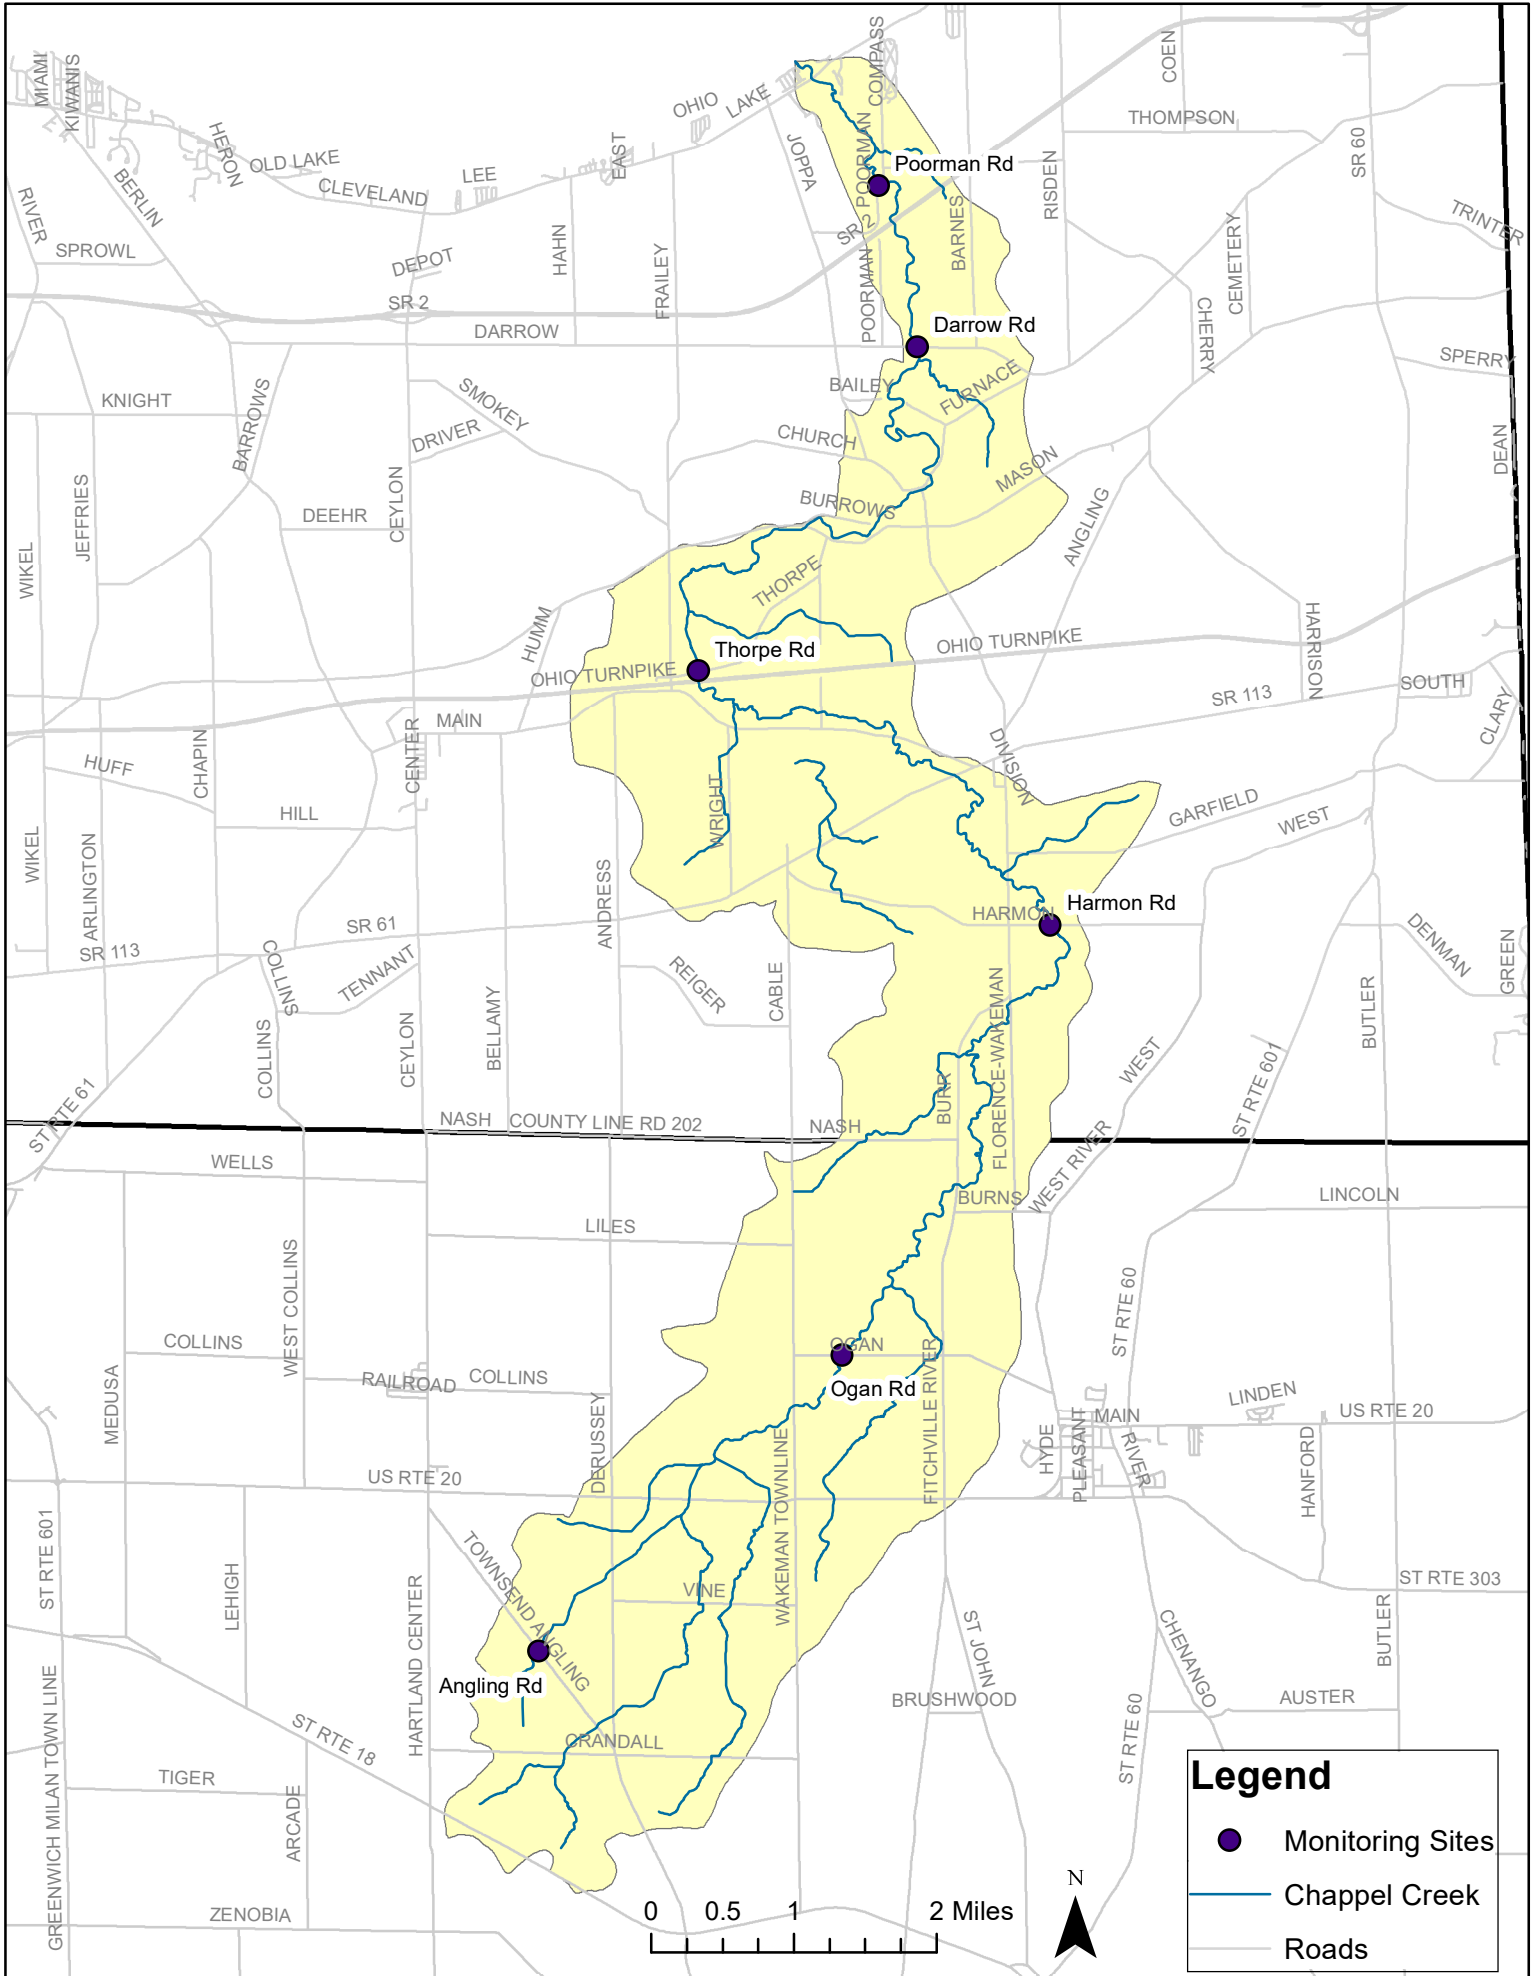 MIAMI
KIWANIS
COMPASS
COEN
OHIO
LAKE
THOMPSON
HERON
OLD LAKE
EAST
JOPPA
POORMAN
Poorman Rd
RISDEN
SR 60
BERLIN
CLEVELAND
LEE
RIVER
SPROWL
DEPOT
HAHN
FRAILEY
SR 2
BARNES
CEMETERY
TRINTER
SR 2
DARROW
POORMAN
Darrow Rd
CHERRY
SPERRY
KNIGHT
BARROWS
SMOKEY
DRIVER
BAILEY
FURNACE
CHURCH
MASON
DEAN
JEFFRIES
DEEHR
CEYLON
BURROWS
ANGLING
WIKEL
THORPE
HUMM
Thorpe Rd
OHIO TURNPIKE
OHIO TURNPIKE
HARRISON
SR 113
SOUTH
CLARY
MAIN
CENTER
HUFF
CHAPIN
DIVISION
HILL
WRIGHT
GARFIELD
WEST
WIKEL
ARLINGTON
ANDRESS
HARMON
Harmon Rd
SR 61
SR 113
COLLINS
TENNANT
REIGER
CABLE
DENMAN
GREEN
COLLINS
CEYLON
BELLAMY
FLORENCE-WAKEMAN
BUTLER
WEST
ST RTE 601
BURR
ST RTE 61
NASH
COUNTY LINE RD 202
NASH
WELLS
WEST RIVER
BURNS
LINCOLN
LILES
WEST COLLINS
ST RTE 60
COLLINS
OGAN
Ogan Rd
FITCHVILLE RIVER
MEDUSA
RAILROAD
COLLINS
DERUSSEY
LINDEN
MAIN
US RTE 20
HYDE
PLEASANT
RIVER
HANFORD
US RTE 20
WAKEMAN TOWNLINE
ST RTE 601
LEHIGH
TOWNSEND ANGLING
HARTLAND CENTER
VINE
ST RTE 303
ST JOHN
CHENANGO
BUTLER
Angling Rd
GREENWICH MILAN TOWN LINE
BRUSHWOOD
AUSTER
ST RTE 18
CRANDALL
ST RTE 60
TIGER
ARCADE
ZENOBIA
0 0.5 1 2 Miles
N
Legend
Monitoring Sites
Chappel Creek
Roads